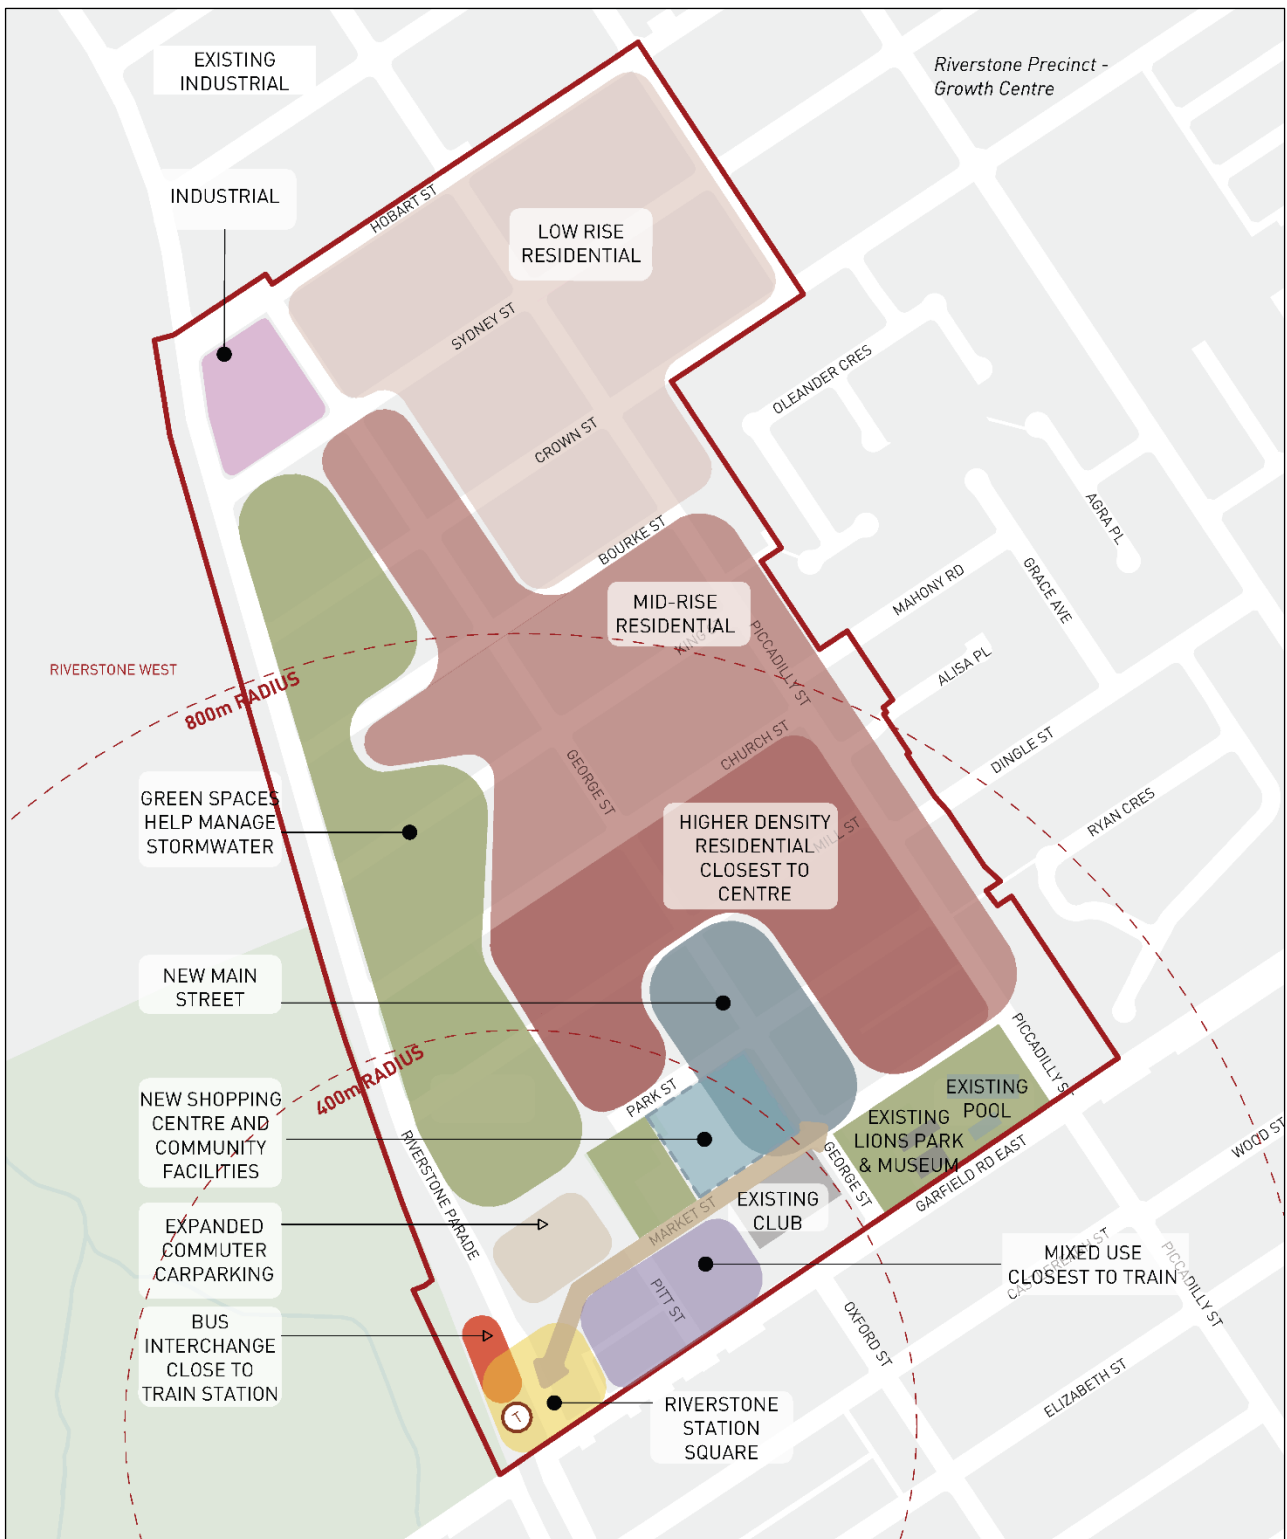 EXISTING
INDUSTRIAL
Riverstone Precinct -
Growth Centre
INDUSTRIAL
HOBART ST
LOW RISE
RESIDENTIAL
SYDNEY ST
OLEANDER CRES
CROWN ST
AGRA PL
BOURKE ST
GRACE AVE
MAHONY RD
MID-RISE
RESIDENTIAL
KING
PICCADILLY ST
ALISA PL
RIVERSTONE WEST
800m RADIUS
CHURCH ST
DINGLE ST
GEORGE ST
RYAN CRES
GREEN SPACES
HELP MANAGE
STORMWATER
MILL ST
HIGHER DENSITY
RESIDENTIAL
CLOSEST TO
CENTRE
NEW MAIN
STREET
PICCADILLY ST
400m RADIUS
PARK ST
EXISTING
POOL
NEW SHOPPING
CENTRE AND
COMMUNITY
FACILITIES
EXISTING
LIONS PARK
& MUSEUM
WOOD ST
RIVERSTONE PARADE
GEORGE ST
GARFIELD RD EAST
EXISTING
CLUB
MARKET ST
EXPANDED
COMMUTER
CARPARKING
MIXED USE
CLOSEST TO TRAIN
CASTLEREAGH ST
PICCADILLY ST
PITT ST
OXFORD ST
BUS
INTERCHANGE
CLOSE TO
TRAIN STATION
ELIZABETH ST
T
RIVERSTONE
STATION
SQUARE